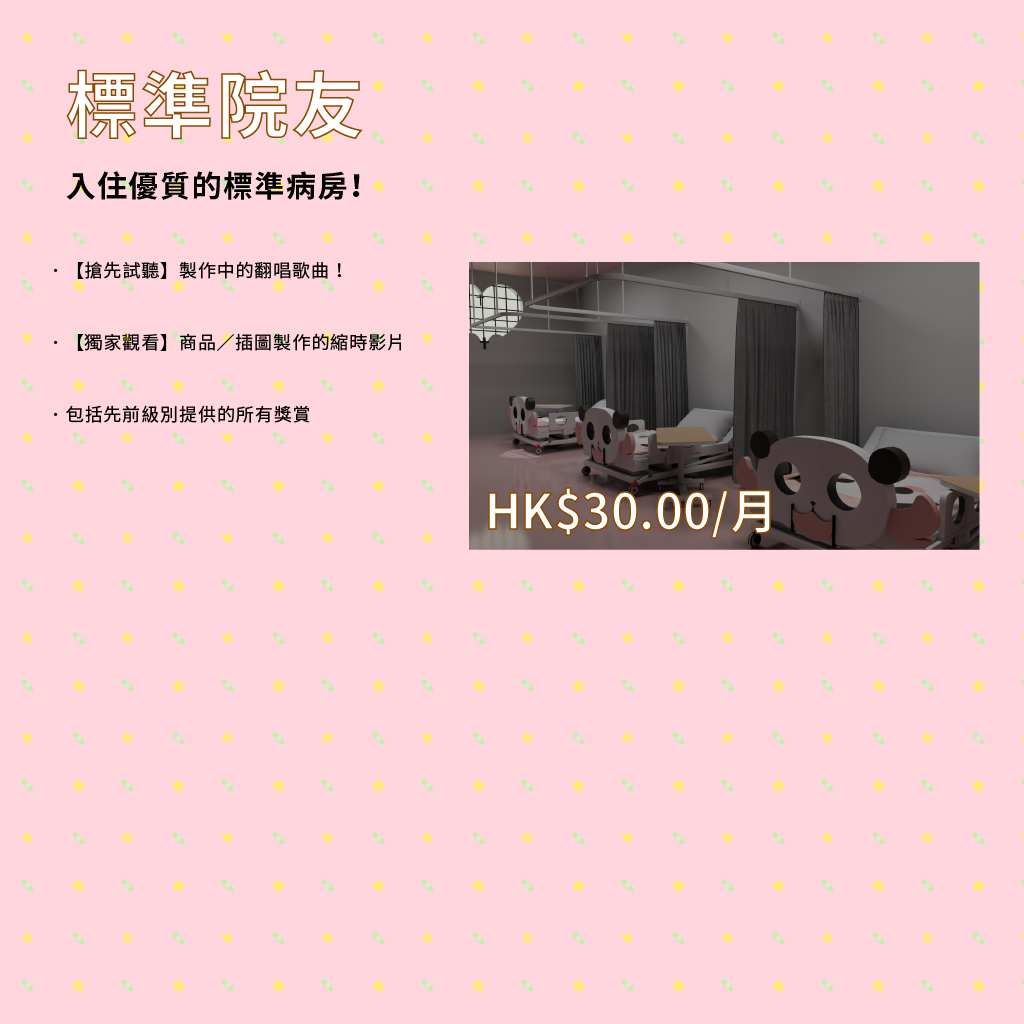 標準院友
入住優質的標準病房！
· 【搶先試聽】製作中的翻唱歌曲！
· 【獨家觀看】商品／插圖製作的縮時影片
· 包括先前級別提供的所有獎賞
HK$30.00/月